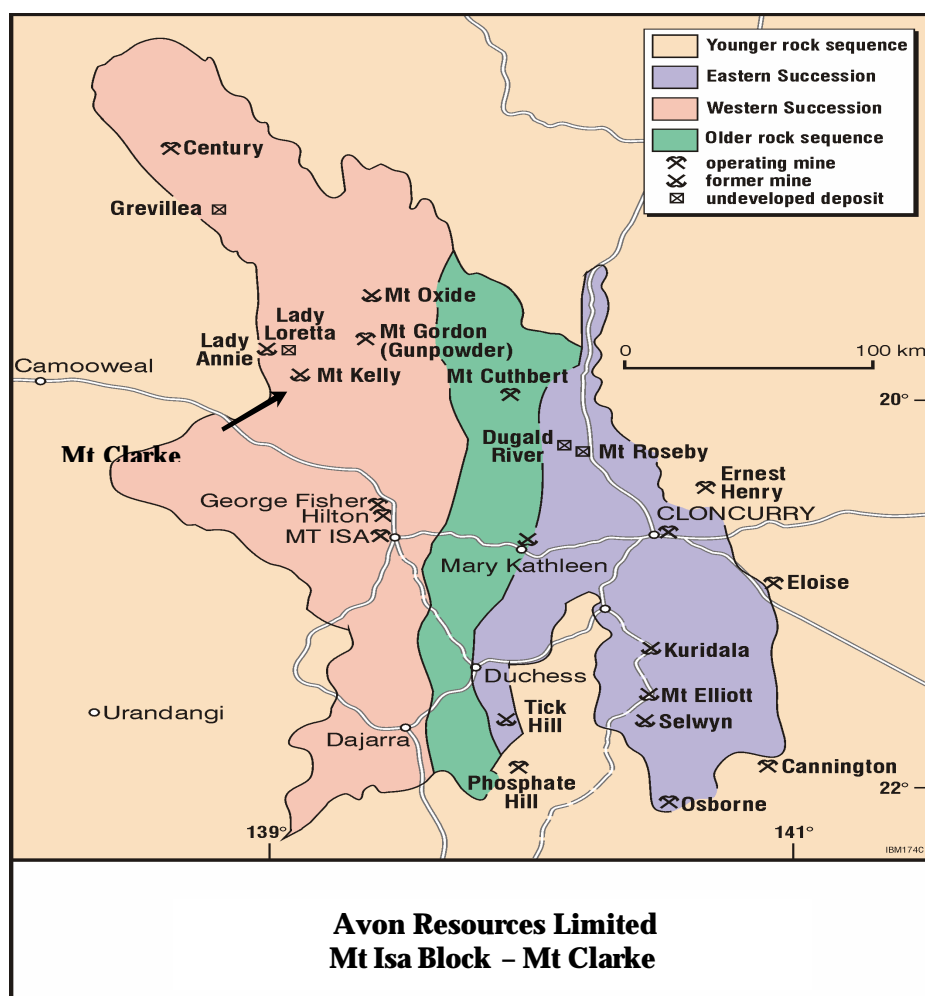 Younger rock sequence
Eastern Succession
Western Succession
Older rock sequence
operating mine
former mine
undeveloped deposit
Century
Grevillea
Mt Oxide
Lady
Loretta
Mt Gordon
(Gunpowder)
Lady
Annie
0
100 km
Camooweal
Mt Kelly
Mt Cuthbert
20°
Mt Clarke
Dugald
River
Mt Roseby
Ernest
Henry
George Fisher
Hilton
MT ISA
CLONCURRY
Mary Kathleen
Eloise
Kuridala
Duchess
Mt Elliott
Selwyn
Tick
Hill
Urandangi
Dajarra
Cannington
Phosphate
Hill
22°
Osborne
139°
141°
IBM174C
Avon Resources Limited
Mt Isa Block – Mt Clarke